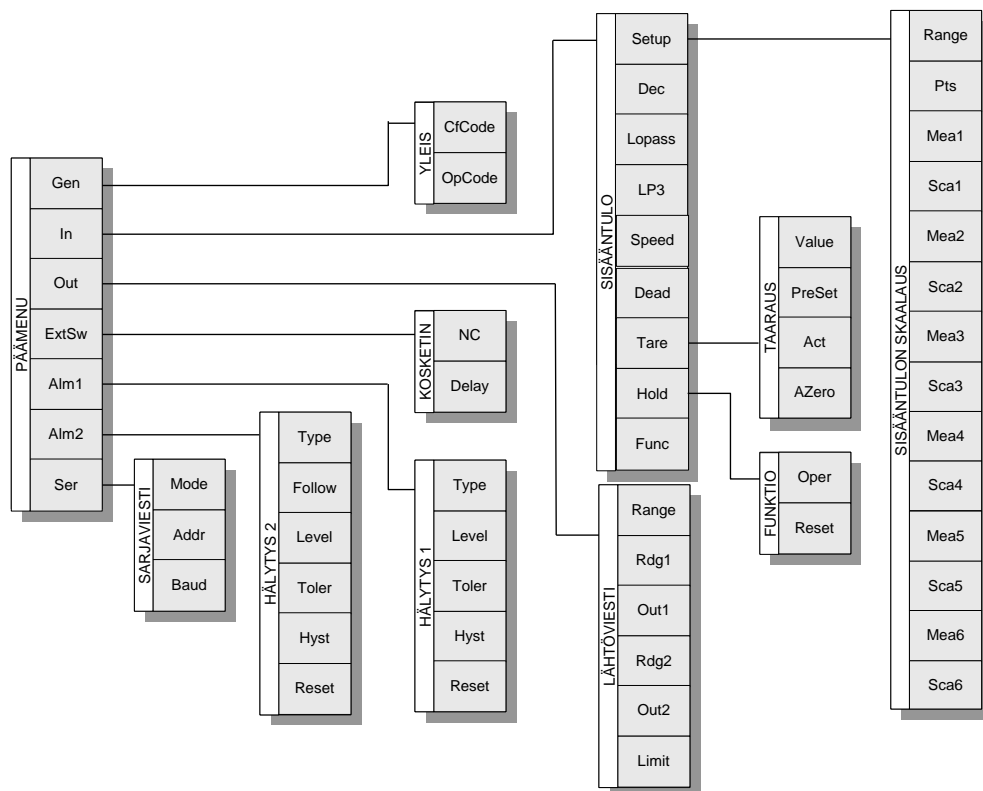 PÄÄMENU
Gen
In
Out
ExtSw
Alm1
Alm2
Ser
YLEIS
CfCode
OpCode
KOSKETIN
NC
Delay
SARJAVIESTI
Mode
Addr
Baud
HÄLYTYS 2
Type
Follow
Level
Toler
Hyst
Reset
HÄLYTYS 1
Type
Level
Toler
Hyst
Reset
SISÄÄNTULO
Setup
Dec
Lopass
LP3
Speed
Dead
Tare
Hold
Func
LÄHTÖVIESTI
Range
Rdg1
Out1
Rdg2
Out2
Limit
TAARAUS
Value
PreSet
Act
AZero
FUNKTIO
Oper
Reset
SISÄÄNTULON SKAALAUS
Range
Pts
Mea1
Sca1
Mea2
Sca2
Mea3
Sca3
Mea4
Sca4
Mea5
Sca5
Mea6
Sca6